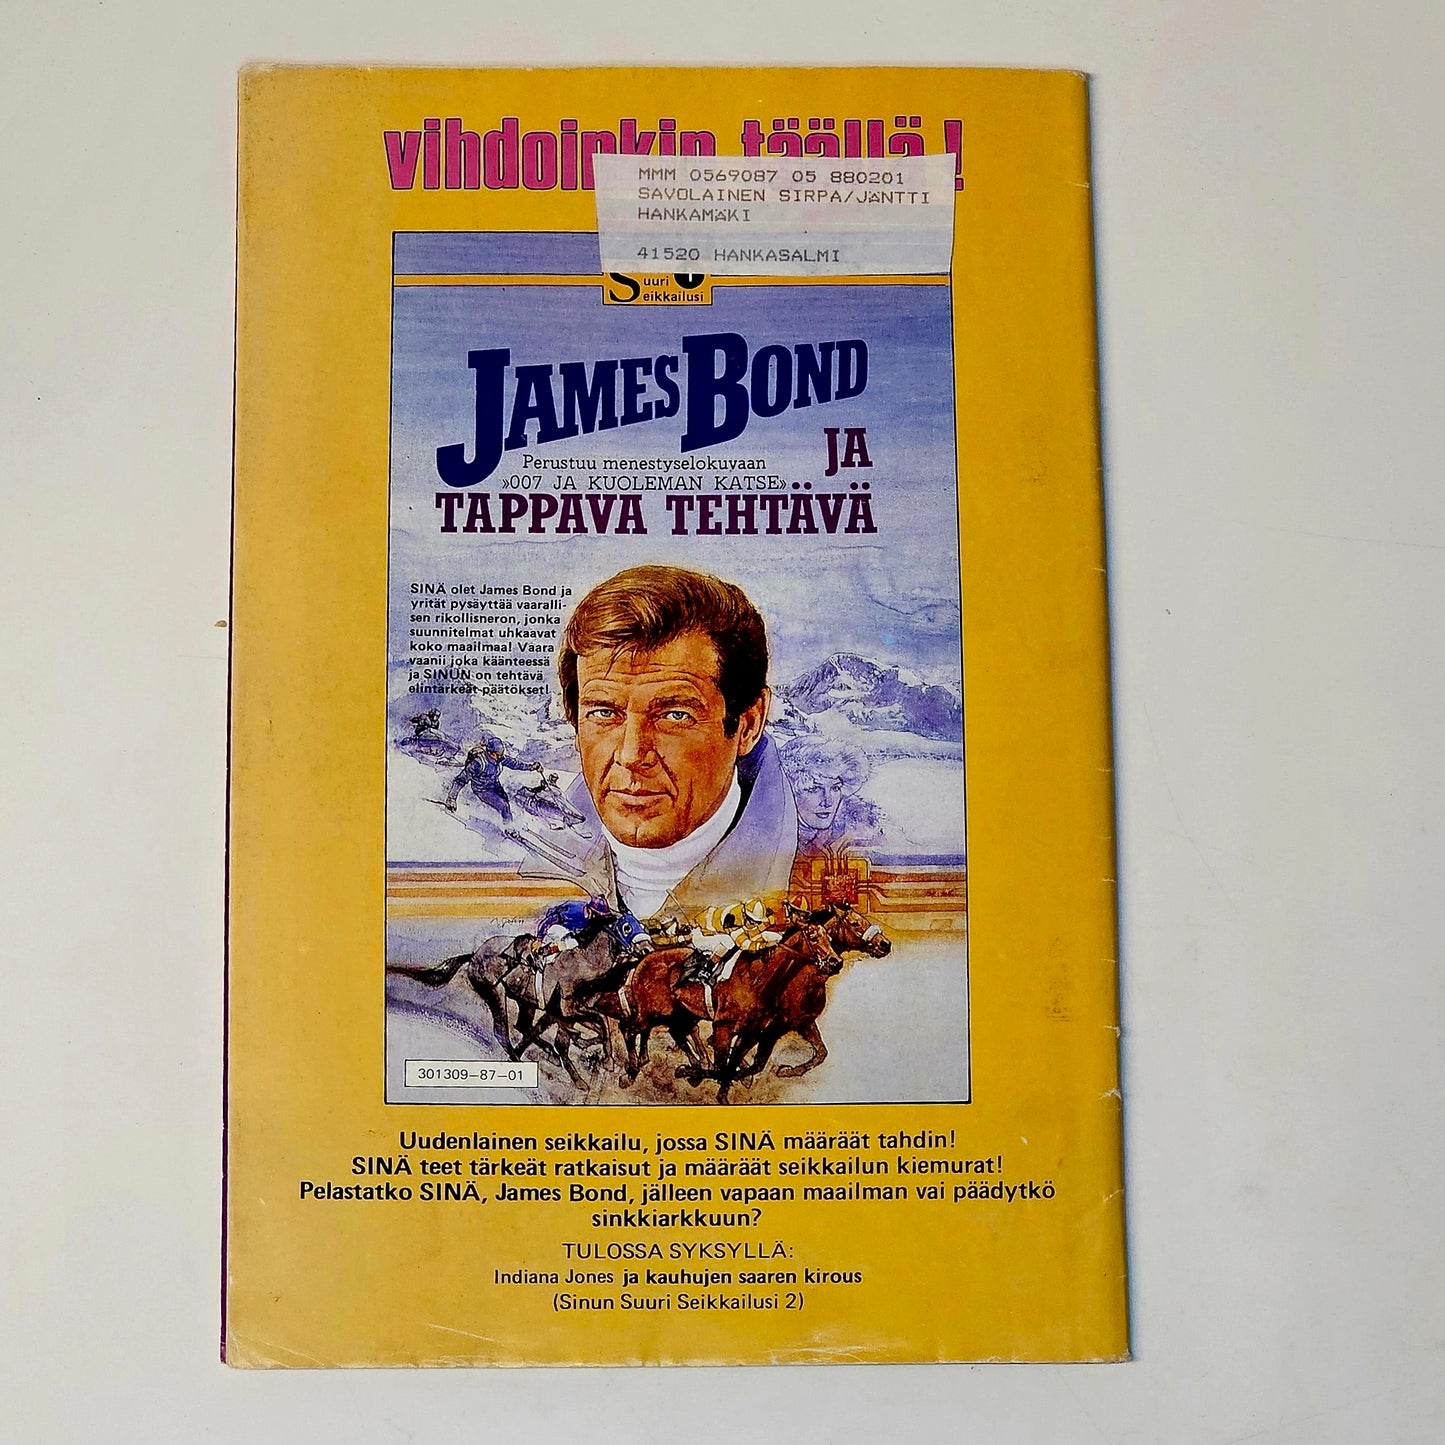 vihdoinkin täällä!
MMM 0569087 05 880201
SAVOLAINEN SIRPA/JÄNTTI
HANKAMÄKI
41520 HANKASALMI
Suuri
Seikkailusi
JAMES BOND
JA
Perustuu menestyselokuvaan
»007 JA KUOLEMAN KATSE»
TAPPAVA TEHTÄVÄ
SINÄ olet James Bond ja
yrität pysäyttää vaaralli-
sen rikollisneron, jonka
suunnitelmat uhkaavat
koko maailmaa! Vaara
vaanii joka käänteessä
ja SINUN on tehtävä
elintärkeät päätökset!
301309-87-01
Uudenlainen seikkailu, jossa SINÄ määräät tahdin!
SINÄ teet tärkeät ratkaisut ja määräät seikkailun kiemurat!
Pelastatko SINÄ, James Bond, jälleen vapaan maailman vai päädytkö
sinkkiarkkuun?
TULOSSA SYKSYLLÄ:
Indiana Jones ja kauhujen saaren kirous
(Sinun Suuri Seikkailusi 2)